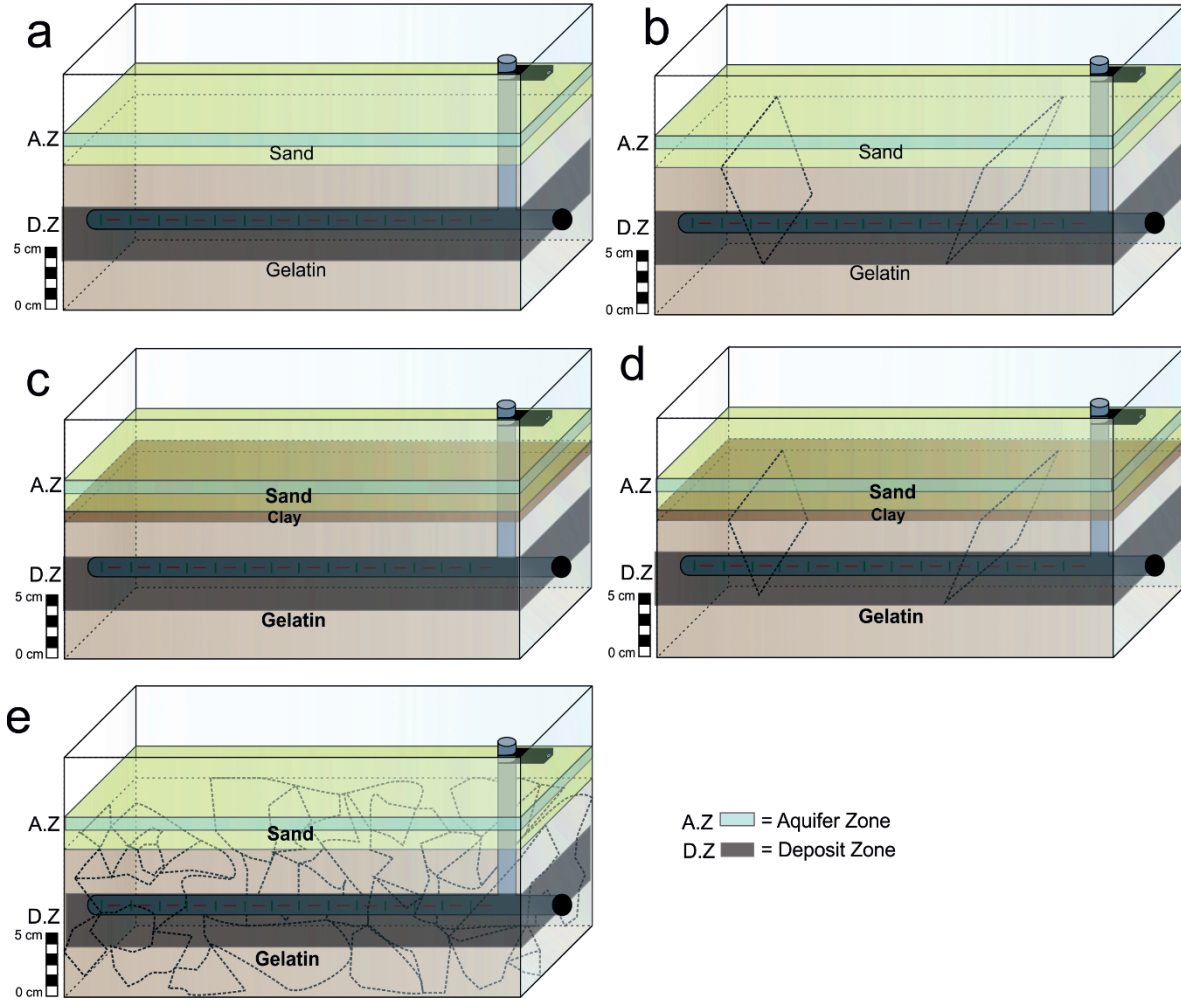 a
A.Z
Sand
D.Z
5 cm
Gelatin
0 cm
b
A.Z
Sand
D.Z
5 cm
Gelatin
0 cm
c
A.Z
Sand
Clay
D.Z
5 cm
Gelatin
0 cm
d
A.Z
Sand
Clay
D.Z
5 cm
Gelatin
0 cm
e
A.Z
Sand
D.Z
5 cm
Gelatin
0 cm
A.Z = Aquifer Zone
D.Z = Deposit Zone